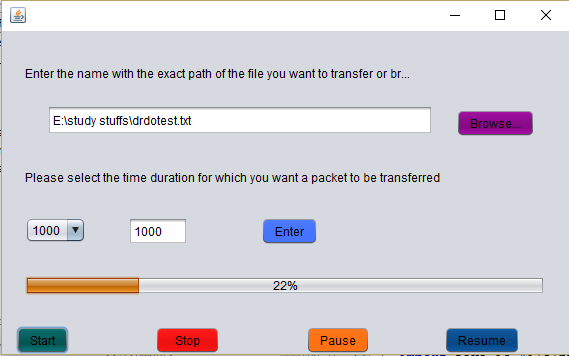 Enter the name with the exact path of the file you want to transfer or br...
E:\study stuffs\drdotest.txt
Browse...
Please select the time duration for which you want a packet to be transferred
1000 1000 Enter
22%
Start Stop Pause Resume